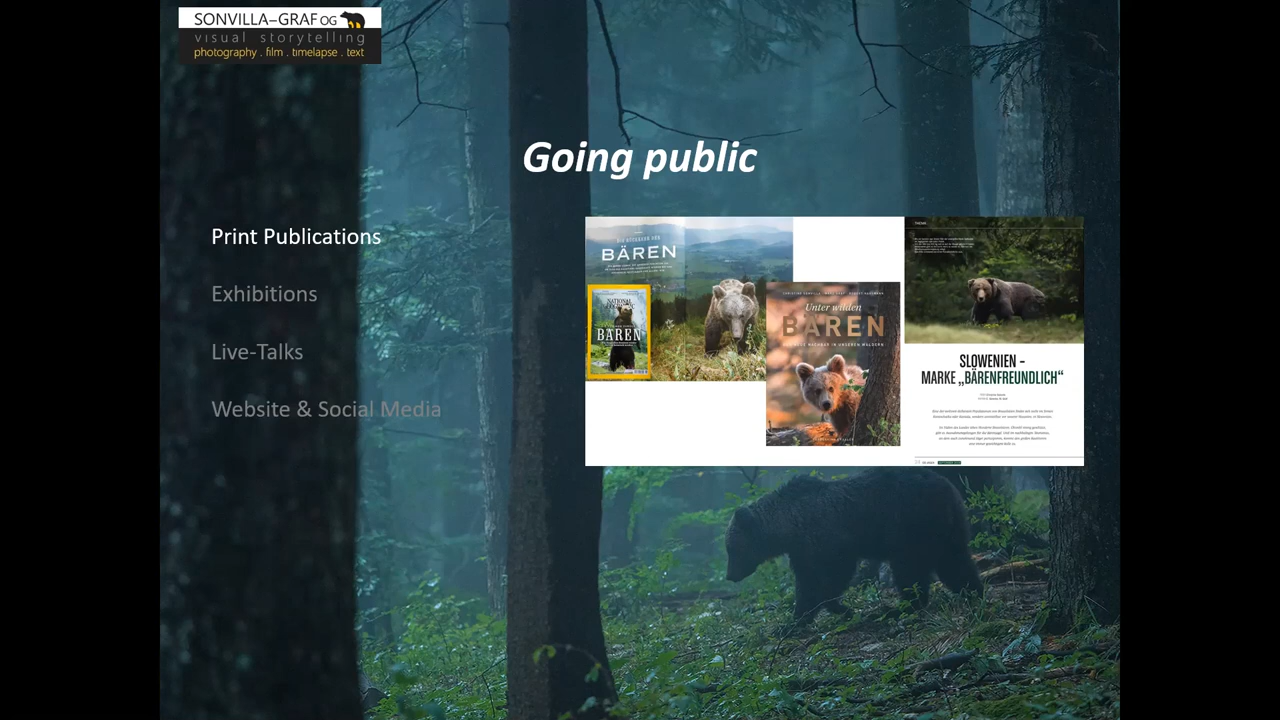 SONVILLA–GRAF OG
visual storytelling
photography . film . timelapse . text
Going public
Print Publications
Exhibitions
Live-Talks
Website & Social Media
BÄREN
NATIONAL
BÄREN
Unter wilden
BÄREN
THEMA
SLOWENIEN –
MARKE „BÄRENFREUNDLICH“